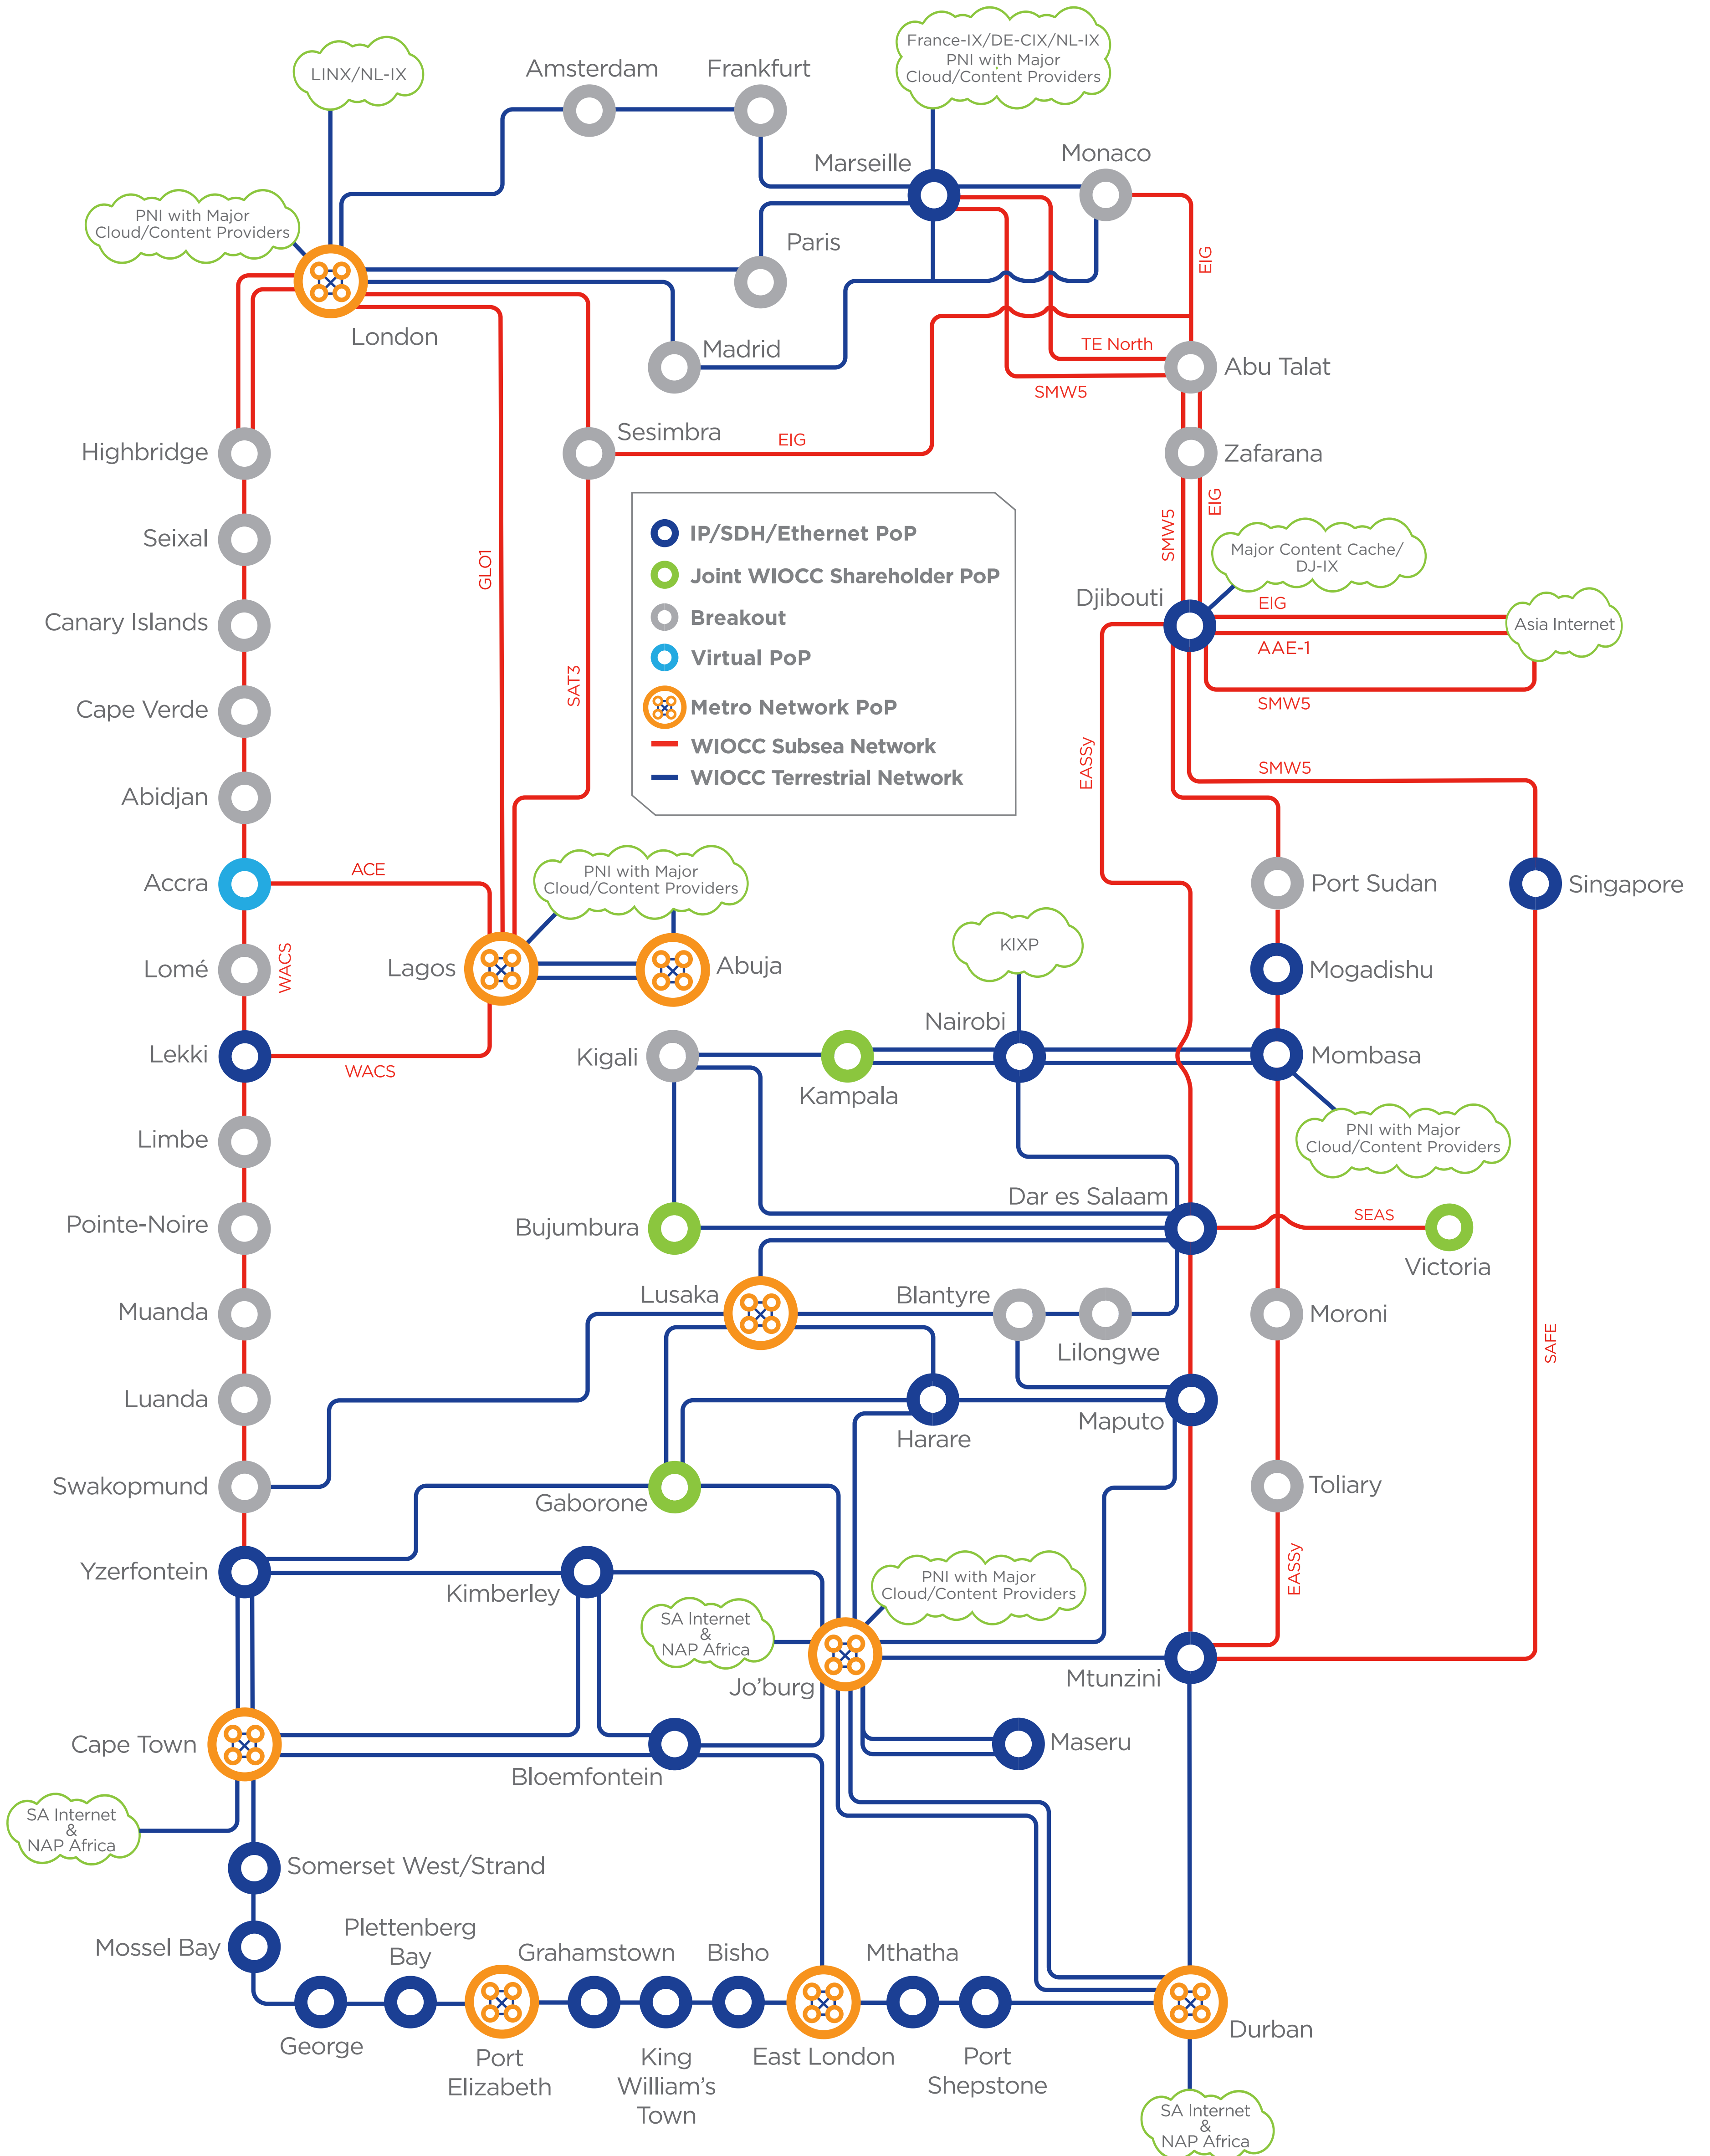 LINX/NL-IX
Amsterdam
Frankfurt
France-IX/DE-CIX/NL-IX
PNI with Major
Cloud/Content Providers
Marseille
Monaco
PNI with Major
Cloud/Content Providers
Paris
EIG
London
Madrid
TE North
Abu Talat
SMW5
Highbridge
Sesimbra
EIG
Zafarana
Seixal
GLO1
SAT3
IP/SDH/Ethernet PoP
Joint WIOCC Shareholder PoP
Breakout
Virtual PoP
Metro Network PoP
WIOCC Subsea Network
WIOCC Terrestrial Network
SMW5
EIG
Major Content Cache/
DJ-IX
Djibouti
EIG
Asia Internet
AAE-1
SMW5
Canary Islands
Cape Verde
EASSy
SMW5
Abidjan
Accra
ACE
PNI with Major
Cloud/Content Providers
Port Sudan
Singapore
Lomé
WACS
Lagos
Abuja
KIXP
Mogadishu
Nairobi
Lekki
WACS
Kigali
Kampala
Mombasa
PNI with Major
Cloud/Content Providers
Limbe
Dar es Salaam
Pointe-Noire
Bujumbura
SEAS
Victoria
Muanda
Lusaka
Blantyre
Lilongwe
Moroni
SAFE
Luanda
Harare
Maputo
Swakopmund
Gaborone
Toliary
EASSy
Yzerfontein
Kimberley
PNI with Major
Cloud/Content Providers
SA Internet
&
NAP Africa
Jo'burg
Mtunzini
Cape Town
Bloemfontein
Maseru
SA Internet
&
NAP Africa
Somerset West/Strand
Mossel Bay
Plettenberg
Bay
Grahamstown
Bisho
Mthatha
George
Port
Elizabeth
King
William's
Town
East London
Port
Shepstone
Durban
SA Internet
&
NAP Africa